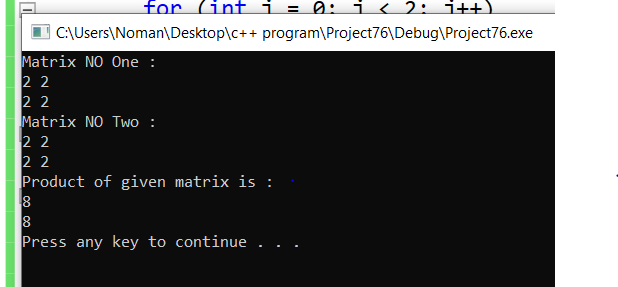 for (int i = 0; i < 2; i++)
C:\Users\Noman\Desktop\c++ program\Project76\Debug\Project76.exe
Matrix NO One :
2 2
2 2
Matrix NO Two :
2 2
2 2
Product of given matrix is :
8
8
Press any key to continue . . .